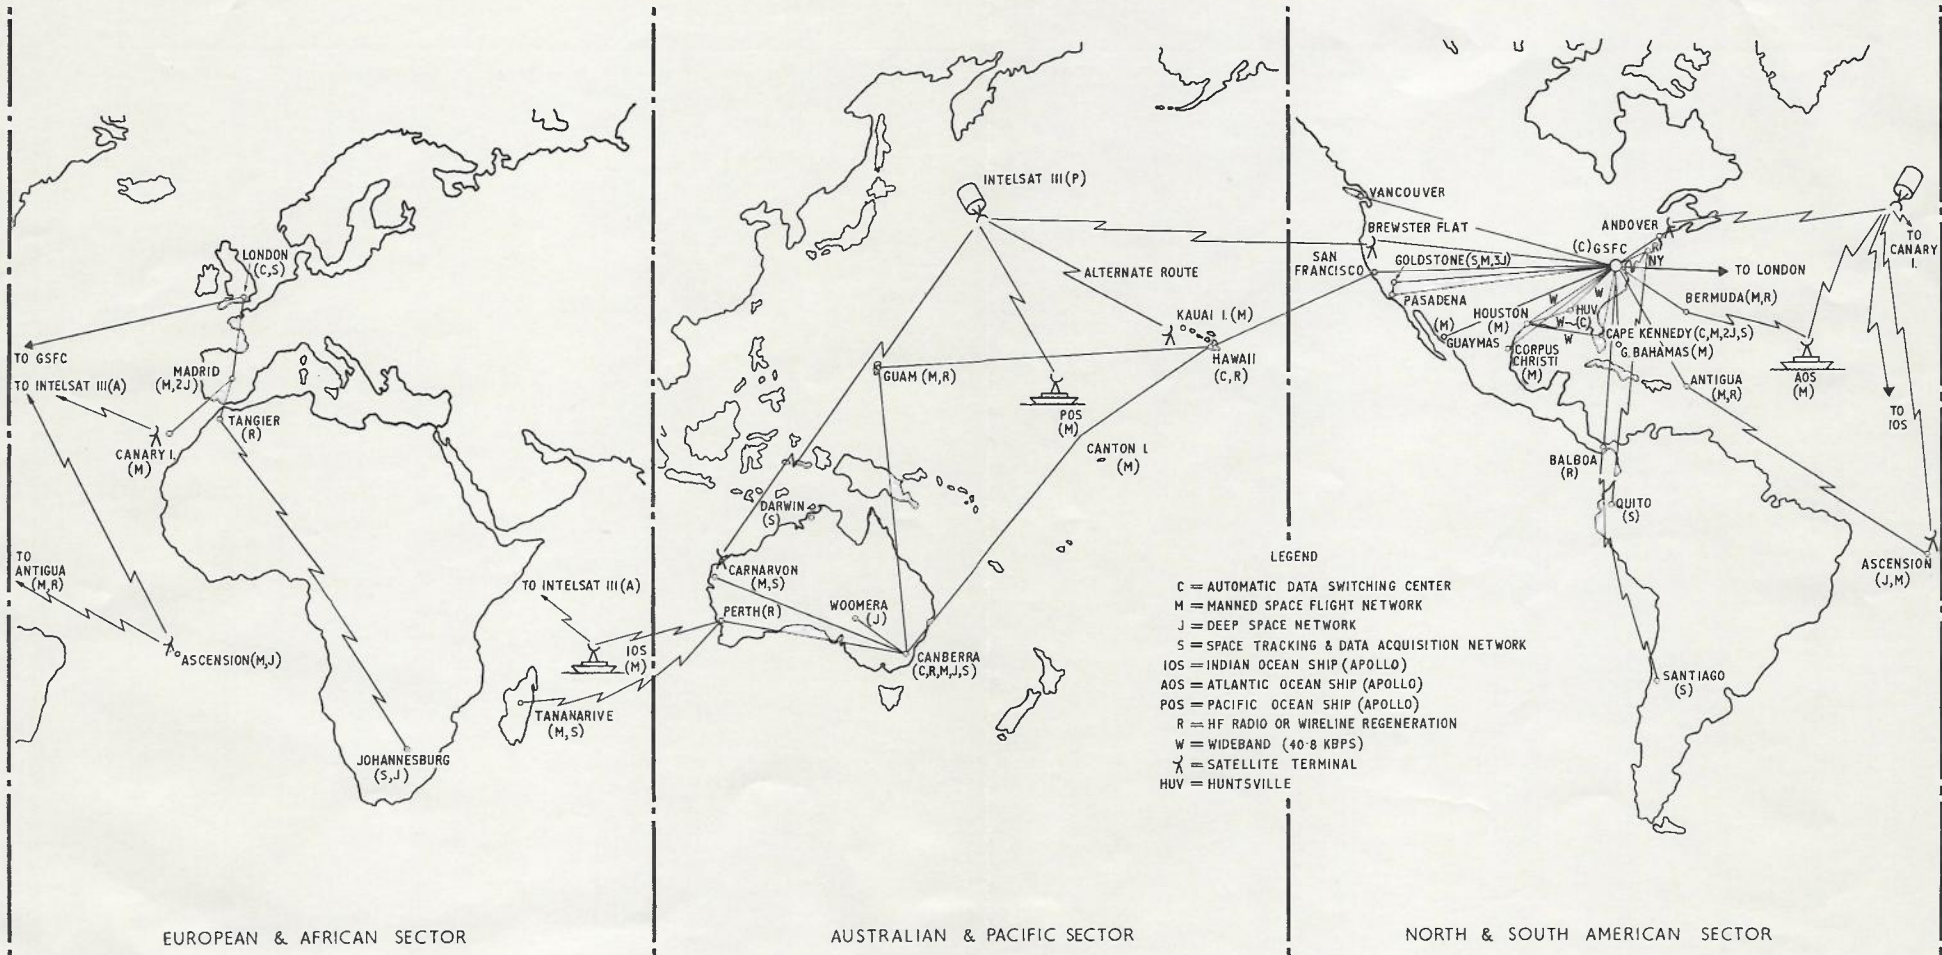 LONDON
(C,S)
TO GSFC
MADRID
(M,2J)
TO INTELSAT III(A)
TANGIER
(R)
CANARY I.
(M)
TO
ANTIGUA
(M,R)
TO INTELSAT III(A)
ASCENSION(M,J)
IOS
(M)
TANANARIVE
(M,S)
JOHANNESBURG
(S,J)
EUROPEAN & AFRICAN SECTOR
INTELSAT III(P)
ALTERNATE ROUTE
KAUAI I.(M)
HAWAII
(C,R)
GUAM (M,R)
POS
(M)
CANTON I.
(M)
DARWIN
(S)
CARNARVON
(M,S)
WOOMERA
(J)
PERTH(R)
CANBERRA
(C,R,M,J,S)
LEGEND
C = AUTOMATIC DATA SWITCHING CENTER
M = MANNED SPACE FLIGHT NETWORK
J = DEEP SPACE NETWORK
S = SPACE TRACKING & DATA ACQUISITION NETWORK
IOS = INDIAN OCEAN SHIP (APOLLO)
AOS = ATLANTIC OCEAN SHIP (APOLLO)
POS = PACIFIC OCEAN SHIP (APOLLO)
R = HF RADIO OR WIRELINE REGENERATION
W = WIDEBAND (40·8 KBPS)
= SATELLITE TERMINAL
HUV = HUNTSVILLE
AUSTRALIAN & PACIFIC SECTOR
VANCOUVER
BREWSTER FLAT
ANDOVER
TO
CANARY
I.
(C)GSFC
(R)
NY
SAN
FRANCISCO
GOLDSTONE(S,M,3J)
TO LONDON
PASADENA
W
W
BERMUDA(M,R)
HOUSTON
(M)
HUV
(C)
W
W
(M)
GUAYMAS
CAPE KENNEDY(C,M,2J,S)
CORPUS
CHRISTI
(M)
G.BAHAMAS(M)
ANTIGUA
(M,R)
AOS
(M)
TO
IOS
BALBOA
(R)
QUITO
(S)
ASCENSION
(J,M)
SANTIAGO
(S)
NORTH & SOUTH AMERICAN SECTOR